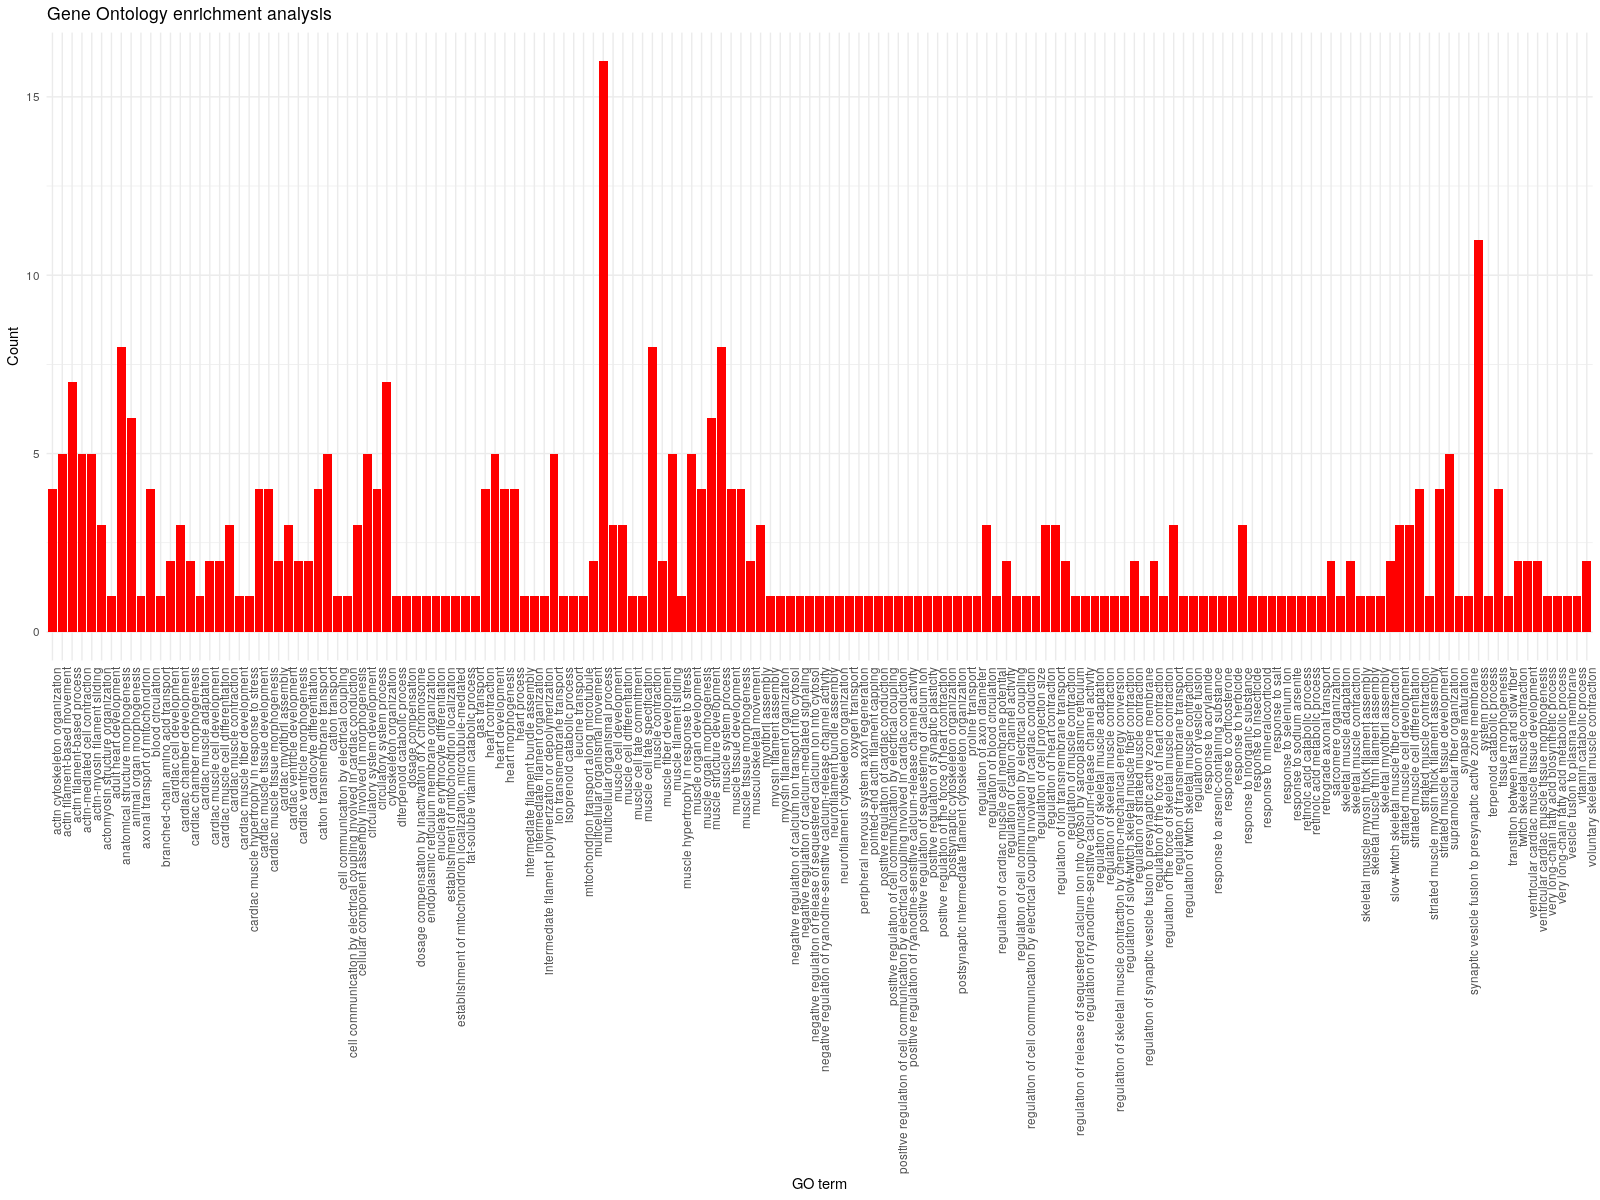 Gene Ontology enrichment analysis
15
10
5
0
Count
actin cytoskeleton organization
actin filament-based movement
actin filament-based process
actin-mediated cell contraction
actin-myosin filament sliding
actomyosin structure organization
adult heart development
anatomical structure morphogenesis
animal organ morphogenesis
axonal transport of mitochondrion
blood circulation
branched-chain amino acid transport
cardiac cell development
cardiac chamber development
cardiac chamber morphogenesis
cardiac muscle adaptation
cardiac muscle cell development
cardiac muscle cell differentiation
cardiac muscle contraction
cardiac muscle fiber development
cardiac muscle hypertrophy in response to stress
cardiac muscle tissue development
cardiac muscle tissue morphogenesis
cardiac myofibril assembly
cardiac ventricle development
cardiac ventricle morphogenesis
cardiocyte differentiation
cation transmembrane transport
cation transport
cell communication by electrical coupling
cell communication by electrical coupling involved in cardiac conduction
cellular component assembly involved in morphogenesis
circulatory system development
circulatory system process
cytoskeleton organization
diterpenoid catabolic process
dosage compensation
dosage compensation by inactivation of X chromosome
endoplasmic reticulum membrane organization
enucleate erythrocyte differentiation
establishment of mitochondrion localization
establishment of mitochondrion localization, microtubule-mediated
fat-soluble vitamin catabolic process
gas transport
heart contraction
heart development
heart morphogenesis
heart process
intermediate filament bundle assembly
intermediate filament organization
intermediate filament polymerization or depolymerization
ion transmembrane transport
isoprenoid catabolic process
leucine transport
mitochondrion transport along microtubule
multicellular organismal movement
multicellular organismal process
muscle cell development
muscle cell differentiation
muscle cell fate commitment
muscle cell fate specification
muscle contraction
muscle fiber development
muscle filament sliding
muscle hypertrophy in response to stress
muscle organ development
muscle organ morphogenesis
muscle structure development
muscle system process
muscle tissue development
muscle tissue morphogenesis
musculoskeletal movement
myofibril assembly
myosin filament assembly
myosin filament organization
negative regulation of calcium ion transport into cytosol
negative regulation of calcium-mediated signaling
negative regulation of release of sequestered calcium ion into cytosol
negative regulation of ryanodine-sensitive calcium-release channel activity
neurofilament bundle assembly
neurofilament cytoskeleton organization
oxygen transport
peripheral nervous system axon regeneration
pointed-end actin filament capping
positive regulation of axon regeneration
positive regulation of cell communication by electrical coupling
positive regulation of cell communication by electrical coupling involved in cardiac conduction
positive regulation of ryanodine-sensitive calcium-release channel activity
positive regulation of sequestering of calcium ion
positive regulation of synaptic plasticity
positive regulation of the force of heart contraction
postsynaptic cytoskeleton organization
postsynaptic intermediate filament cytoskeleton organization
proline transport
regulation of axon diameter
regulation of blood circulation
regulation of cardiac muscle cell membrane potential
regulation of catalytic activity
regulation of cell communication by electrical coupling
regulation of cell communication by electrical coupling involved in cardiac conduction
regulation of cell projection size
regulation of heart contraction
regulation of ion transmembrane transport
regulation of muscle contraction
regulation of release of sequestered calcium ion into cytosol by sarcoplasmic reticulum
regulation of ryanodine-sensitive calcium-release channel activity
regulation of skeletal muscle adaptation
regulation of skeletal muscle contraction
regulation of skeletal muscle contraction by chemo-mechanical energy conversion
regulation of slow-twitch skeletal muscle fiber contraction
regulation of striated muscle contraction
regulation of synaptic vesicle fusion to presynaptic active zone membrane
regulation of the force of heart contraction
regulation of the force of skeletal muscle contraction
regulation of transmembrane transport
regulation of twitch skeletal muscle contraction
regulation of vesicle fusion
response to acrylamide
response to arsenic-containing substance
response to corticosterone
response to herbicide
response to inorganic substance
response to insecticide
response to mineralocorticoid
response to salt
response to selenium ion
response to sodium arsenite
retinoic acid catabolic process
retinoic acid metabolic process
retrograde axonal transport
sarcomere organization
skeletal muscle adaptation
skeletal muscle contraction
skeletal muscle myosin thick filament assembly
skeletal muscle thin filament assembly
skeletal myofibril assembly
slow-twitch skeletal muscle fiber contraction
striated muscle cell development
striated muscle cell differentiation
striated muscle contraction
striated muscle myosin thick filament assembly
striated muscle tissue development
supramolecular fiber organization
synapse maturation
synaptic vesicle fusion to presynaptic active zone membrane
system process
terpenoid catabolic process
tissue morphogenesis
transition between fast and slow fiber
twitch skeletal muscle contraction
ventricular cardiac muscle tissue development
ventricular cardiac muscle tissue morphogenesis
very long-chain fatty acid biosynthetic process
very long-chain fatty acid metabolic process
vesicle fusion to plasma membrane
vitamin catabolic process
voluntary skeletal muscle contraction
GO term